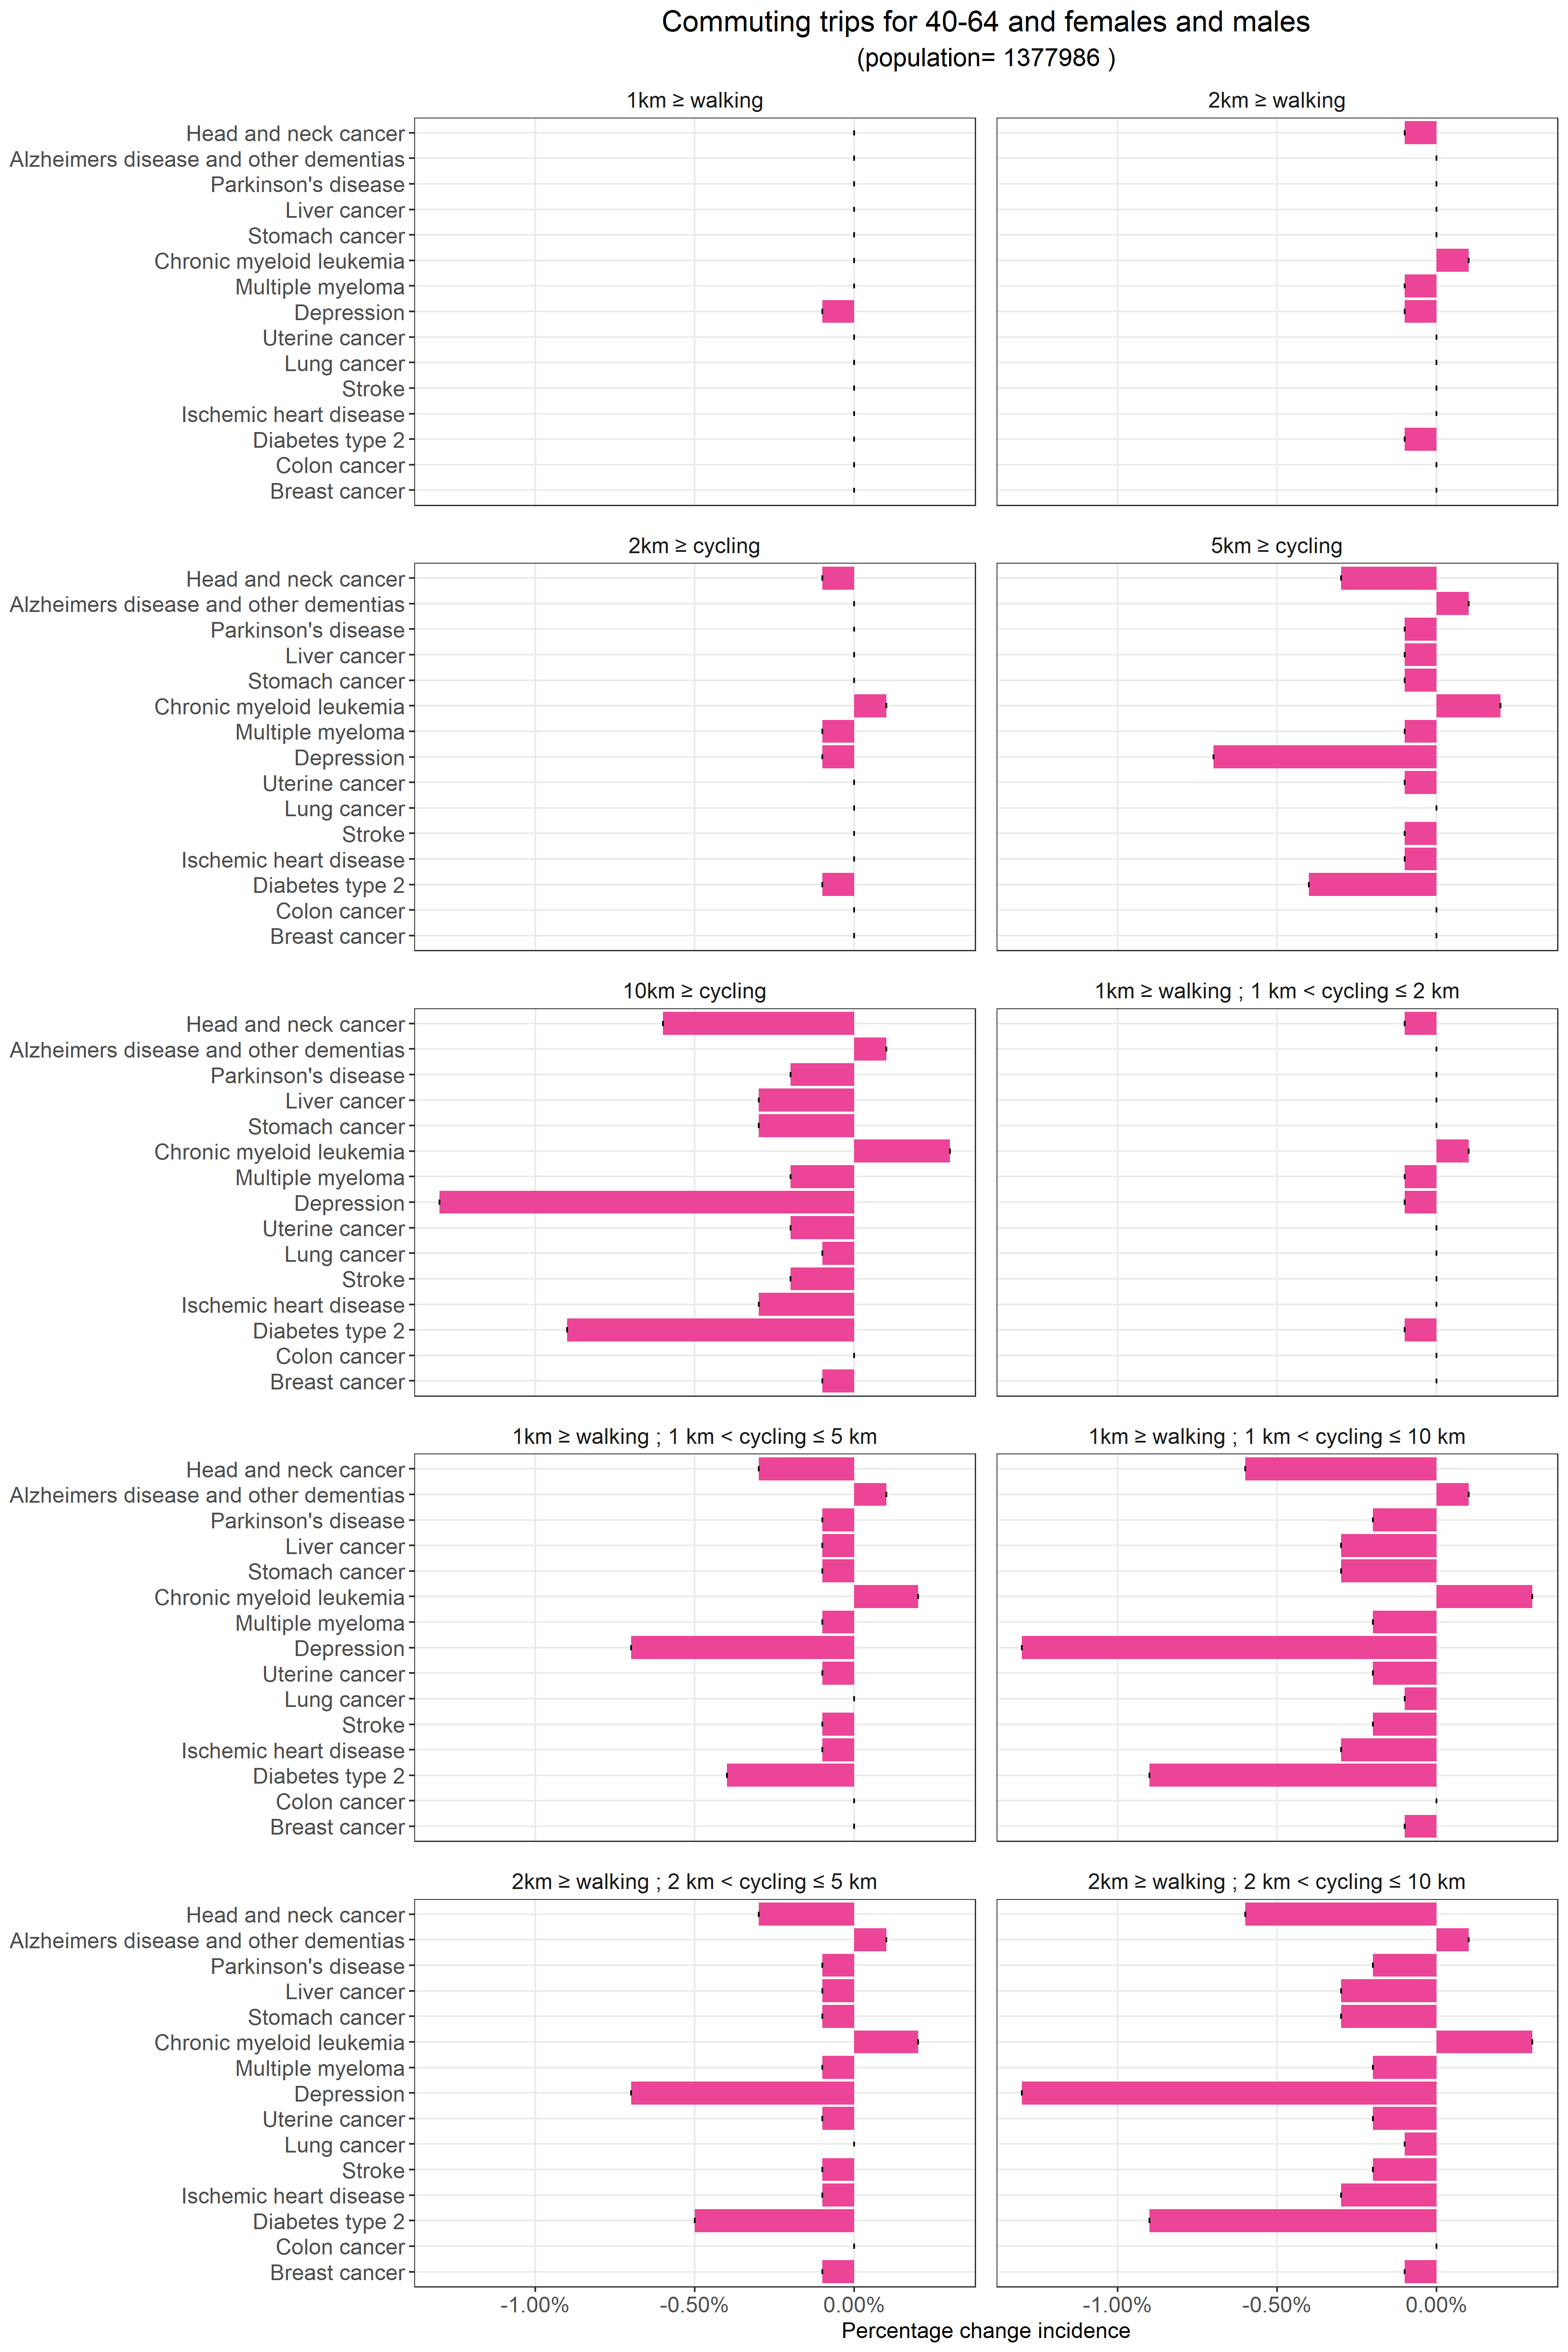 Commuting trips for 40-64 and females and males
(population= 1377986 )
1km ≥ walking
2km ≥ walking
Head and neck cancer
Alzheimers disease and other dementias
Parkinson's disease
Liver cancer
Stomach cancer
Chronic myeloid leukemia
Multiple myeloma
Depression
Uterine cancer
Lung cancer
Stroke
Ischemic heart disease
Diabetes type 2
Colon cancer
Breast cancer
2km ≥ cycling
5km ≥ cycling
Head and neck cancer
Alzheimers disease and other dementias
Parkinson's disease
Liver cancer
Stomach cancer
Chronic myeloid leukemia
Multiple myeloma
Depression
Uterine cancer
Lung cancer
Stroke
Ischemic heart disease
Diabetes type 2
Colon cancer
Breast cancer
10km ≥ cycling
1km ≥ walking ; 1 km < cycling ≤ 2 km
Head and neck cancer
Alzheimers disease and other dementias
Parkinson's disease
Liver cancer
Stomach cancer
Chronic myeloid leukemia
Multiple myeloma
Depression
Uterine cancer
Lung cancer
Stroke
Ischemic heart disease
Diabetes type 2
Colon cancer
Breast cancer
1km ≥ walking ; 1 km < cycling ≤ 5 km
1km ≥ walking ; 1 km < cycling ≤ 10 km
Head and neck cancer
Alzheimers disease and other dementias
Parkinson's disease
Liver cancer
Stomach cancer
Chronic myeloid leukemia
Multiple myeloma
Depression
Uterine cancer
Lung cancer
Stroke
Ischemic heart disease
Diabetes type 2
Colon cancer
Breast cancer
2km ≥ walking ; 2 km < cycling ≤ 5 km
2km ≥ walking ; 2 km < cycling ≤ 10 km
Head and neck cancer
Alzheimers disease and other dementias
Parkinson's disease
Liver cancer
Stomach cancer
Chronic myeloid leukemia
Multiple myeloma
Depression
Uterine cancer
Lung cancer
Stroke
Ischemic heart disease
Diabetes type 2
Colon cancer
Breast cancer
-1.00% -0.50% 0.00% -1.00% -0.50% 0.00%
Percentage change incidence